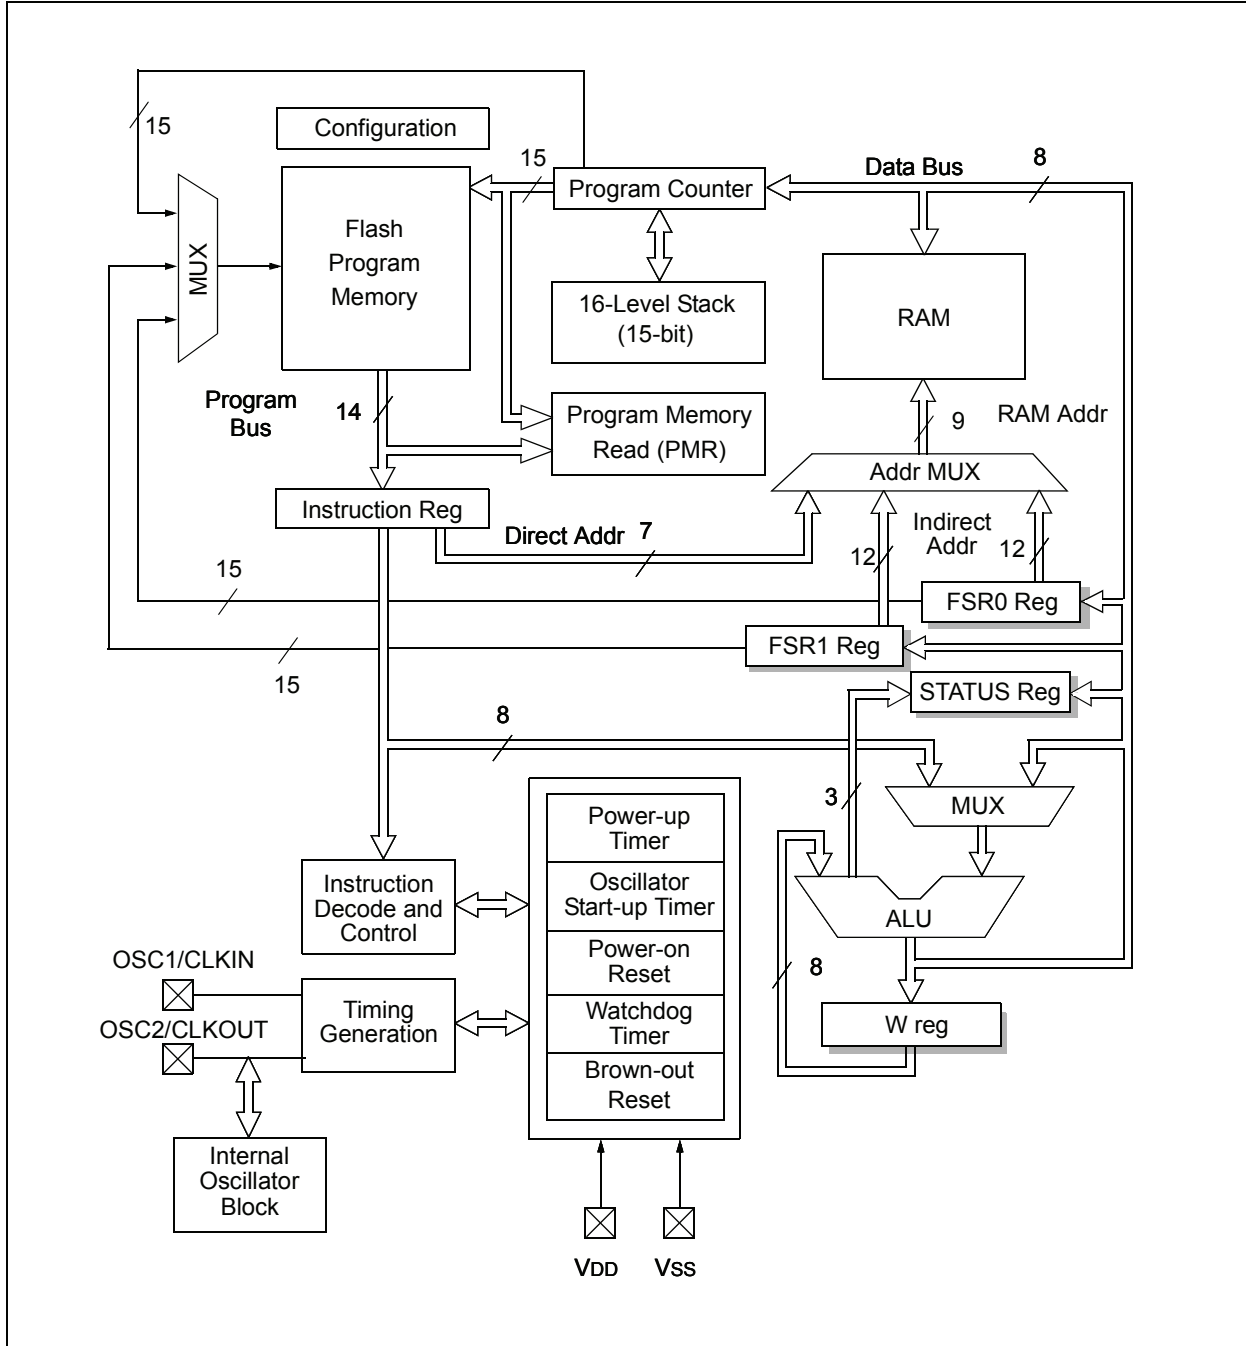 15
Configuration
15
Program Counter
Data Bus
8
MUX
Flash
Program
Memory
16-Level Stack
(15-bit)
RAM
Program
Bus
14
Program Memory
Read (PMR)
9
RAM Addr
Addr MUX
Instruction Reg
Direct Addr
7
Indirect
Addr
12
12
15
FSR0 Reg
FSR1 Reg
15
STATUS Reg
8
3
MUX
Power-up
Timer
Oscillator
Start-up Timer
Power-on
Reset
Watchdog
Timer
Brown-out
Reset
Instruction
Decode and
Control
ALU
8
OSC1/CLKIN
OSC2/CLKOUT
Timing
Generation
W reg
Internal
Oscillator
Block
VDD
VSS